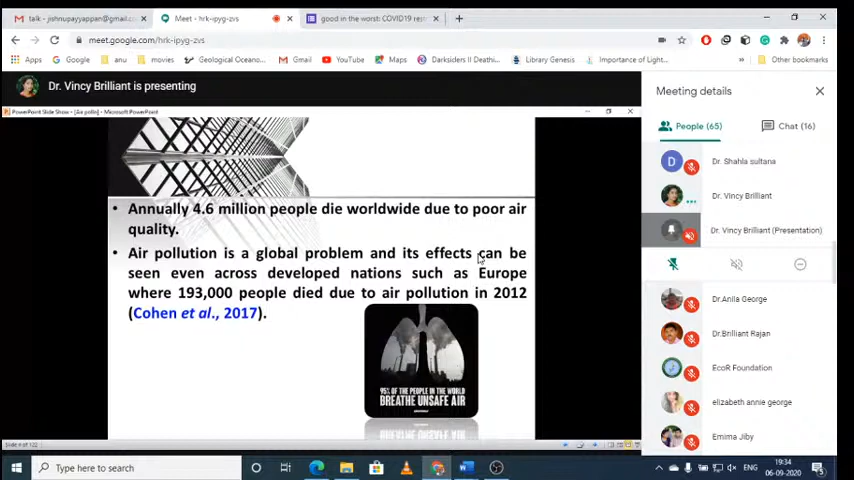 talk - jishnupayyappan@gmail.c
Meet - hrk-ipyg-zvs
good in the worst: COVID19 rest
meet.google.com/hrk-ipyg-zvs
Apps
Google
anu
movies
Geological Oceano...
Gmail
YouTube
Maps
Darksiders II Deathi...
Library Genesis
Importance of Light...
Other bookmarks
Dr. Vincy Brilliant is presenting
PowerPoint Slide Show - [Air pollo] - Microsoft PowerPoint
• Annually 4.6 million people die worldwide due to poor air
quality.
• Air pollution is a global problem and its effects can be
seen even across developed nations such as Europe
where 193,000 people died due to air pollution in 2012
(Cohen et al., 2017).
95% OF THE PEOPLE IN THE WORLD
BREATHE UNSAFE AIR
Meeting details
People (65)
Chat (16)
D
Dr. Shahla sultana
Dr. Vincy Brilliant
Dr. Vincy Brilliant (Presentation)
Dr.Anila George
Dr.Brilliant Rajan
EcoR Foundation
elizabeth annie george
Emima Jiby
Type here to search
ENG
19:34
06-09-2020